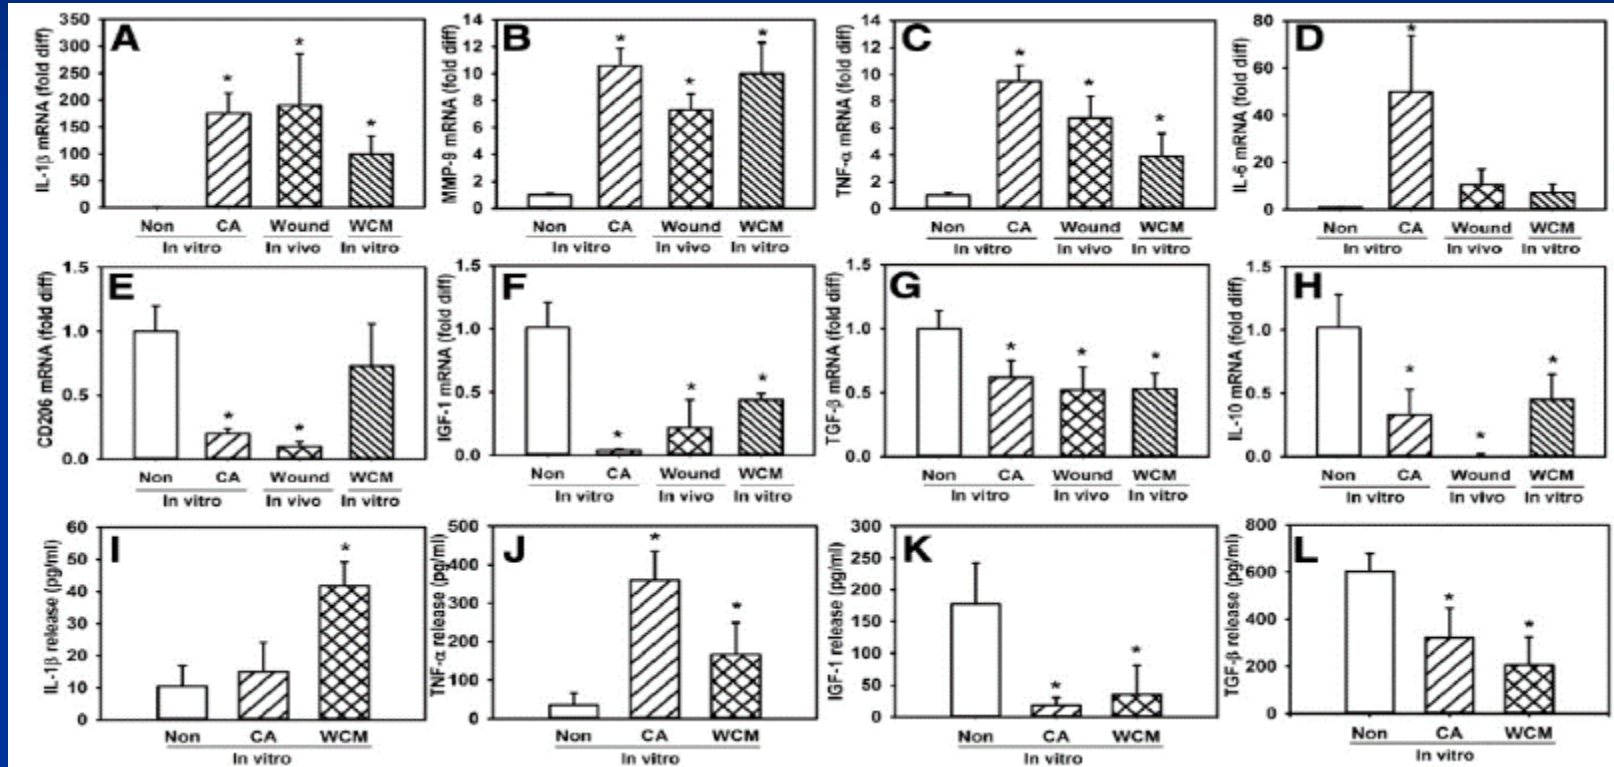 A
IL-1β mRNA (fold diff)
350
300
250
200
150
100
50
0
* * *
Non CA Wound WCM
In vitro In vivo In vitro
B
MMP-9 mRNA (fold diff)
14
12
10
8
6
4
2
0
* * *
Non CA Wound WCM
In vitro In vivo In vitro
C
TNF-α mRNA (fold diff)
14
12
10
8
6
4
2
0
* * *
Non CA Wound WCM
In vitro In vivo In vitro
D
IL-6 mRNA (fold diff)
80
60
40
20
0
*
Non CA Wound WCM
In vitro In vivo In vitro
E
CD206 mRNA (fold diff)
1.5
1.0
0.5
0.0
* *
Non CA Wound WCM
In vitro In vivo In vitro
F
IGF-1 mRNA (fold diff)
1.5
1.0
0.5
0.0
* * *
Non CA Wound WCM
In vitro In vivo In vitro
G
TGF-β mRNA (fold diff)
1.5
1.0
0.5
0.0
* * *
Non CA Wound WCM
In vitro In vivo In vitro
H
IL-10 mRNA (fold diff)
1.5
1.0
0.5
0.0
* * *
Non CA Wound WCM
In vitro In vivo In vitro
I
IL-1β release (pg/ml)
60
50
40
30
20
10
0
*
Non CA WCM
In vitro
J
TNF-α release (pg/ml)
500
400
300
200
100
0
* *
Non CA WCM
In vitro
K
IGF-1 release (pg/ml)
300
250
200
150
100
50
0
* *
Non CA WCM
In vitro
L
TGF-β release (pg/ml)
800
600
400
200
0
* *
Non CA WCM
In vitro